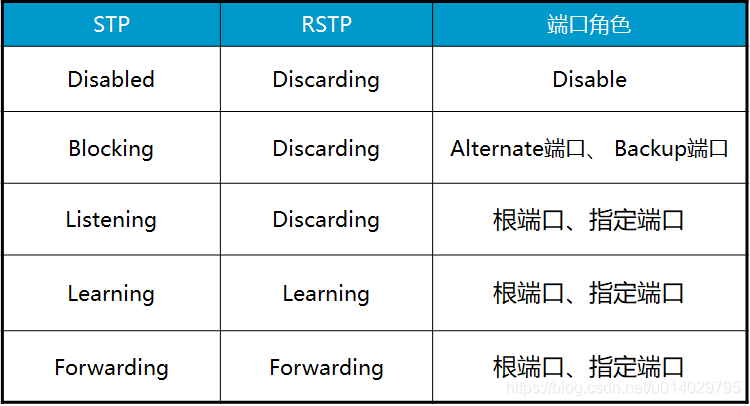 STP RSTP 端口角色
Disabled Discarding Disable
Blocking Discarding Alternate端口、 Backup端口
Listening Discarding 根端口、指定端口
Learning Learning 根端口、指定端口
Forwarding Forwarding 根端口、指定端口
https://blog.csdn.net/u014029795